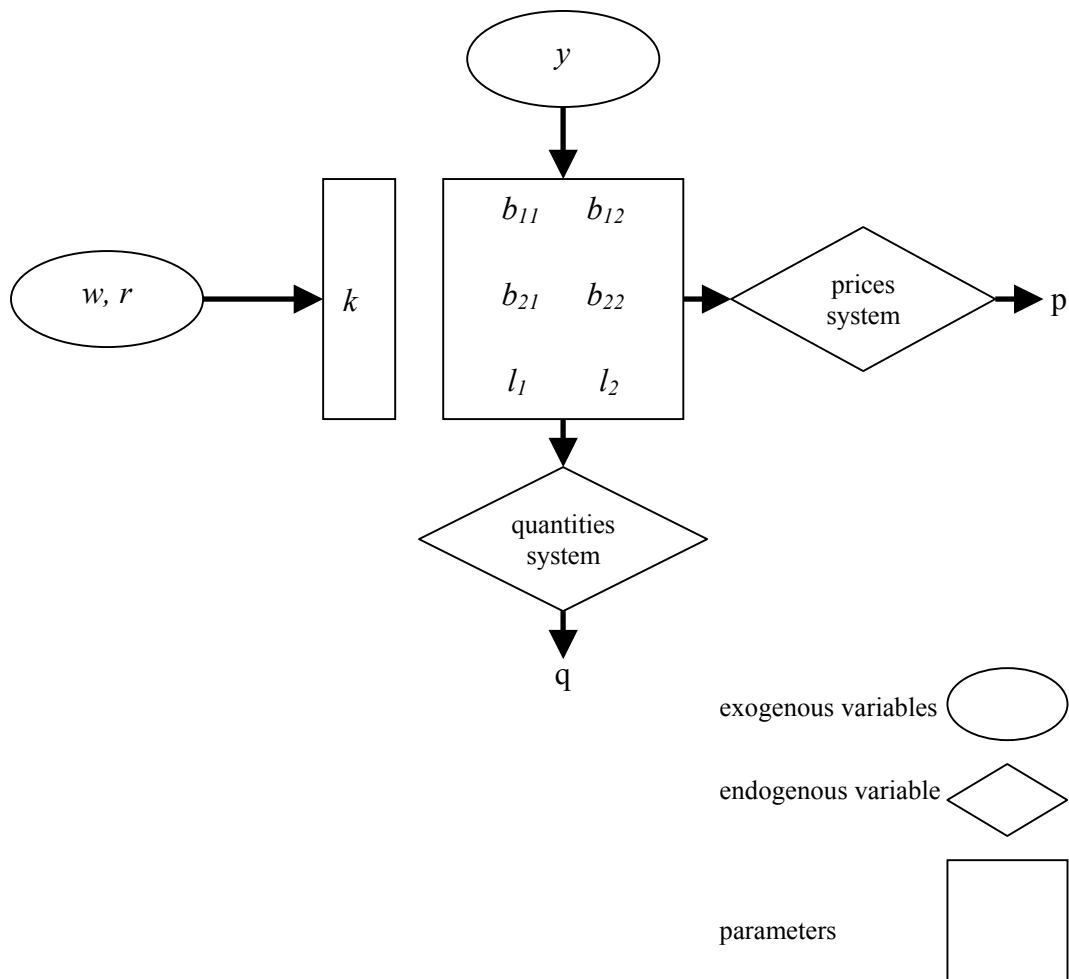 y
b11 b12
w, r
k
b21 b22
prices
system
p
l1 l2
quantities
system
q
exogenous variables
endogenous variable
parameters